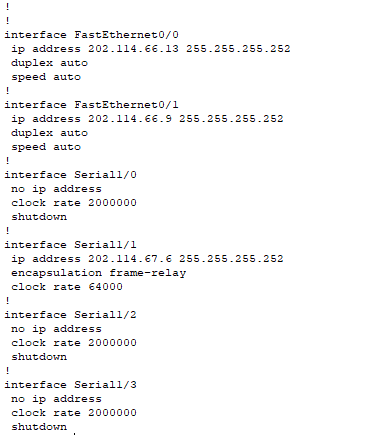 !
!
interface FastEthernet0/0
 ip address 202.114.66.13 255.255.255.252
 duplex auto
 speed auto
!
interface FastEthernet0/1
 ip address 202.114.66.9 255.255.255.252
 duplex auto
 speed auto
!
interface Serial1/0
 no ip address
 clock rate 2000000
 shutdown
!
interface Serial1/1
 ip address 202.114.67.6 255.255.255.252
 encapsulation frame-relay
 clock rate 64000
!
interface Serial1/2
 no ip address
 clock rate 2000000
 shutdown
!
interface Serial1/3
 no ip address
 clock rate 2000000
 shutdown